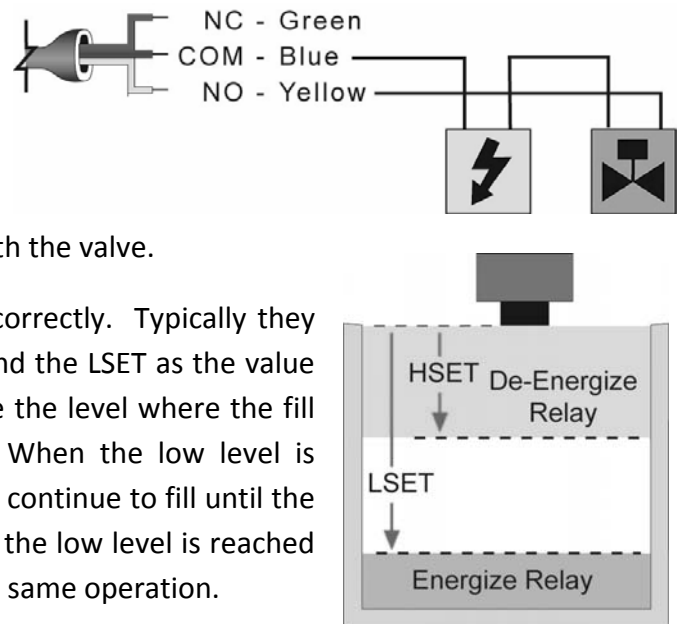 NC - Green
COM - Blue
NO - Yellow
th the valve.
correctly. Typically they
nd the LSET as the value
e the level where the fill
When the low level is
continue to fill until the
the low level is reached
same operation.
HSET
De-Energize
Relay
LSET
Energize Relay